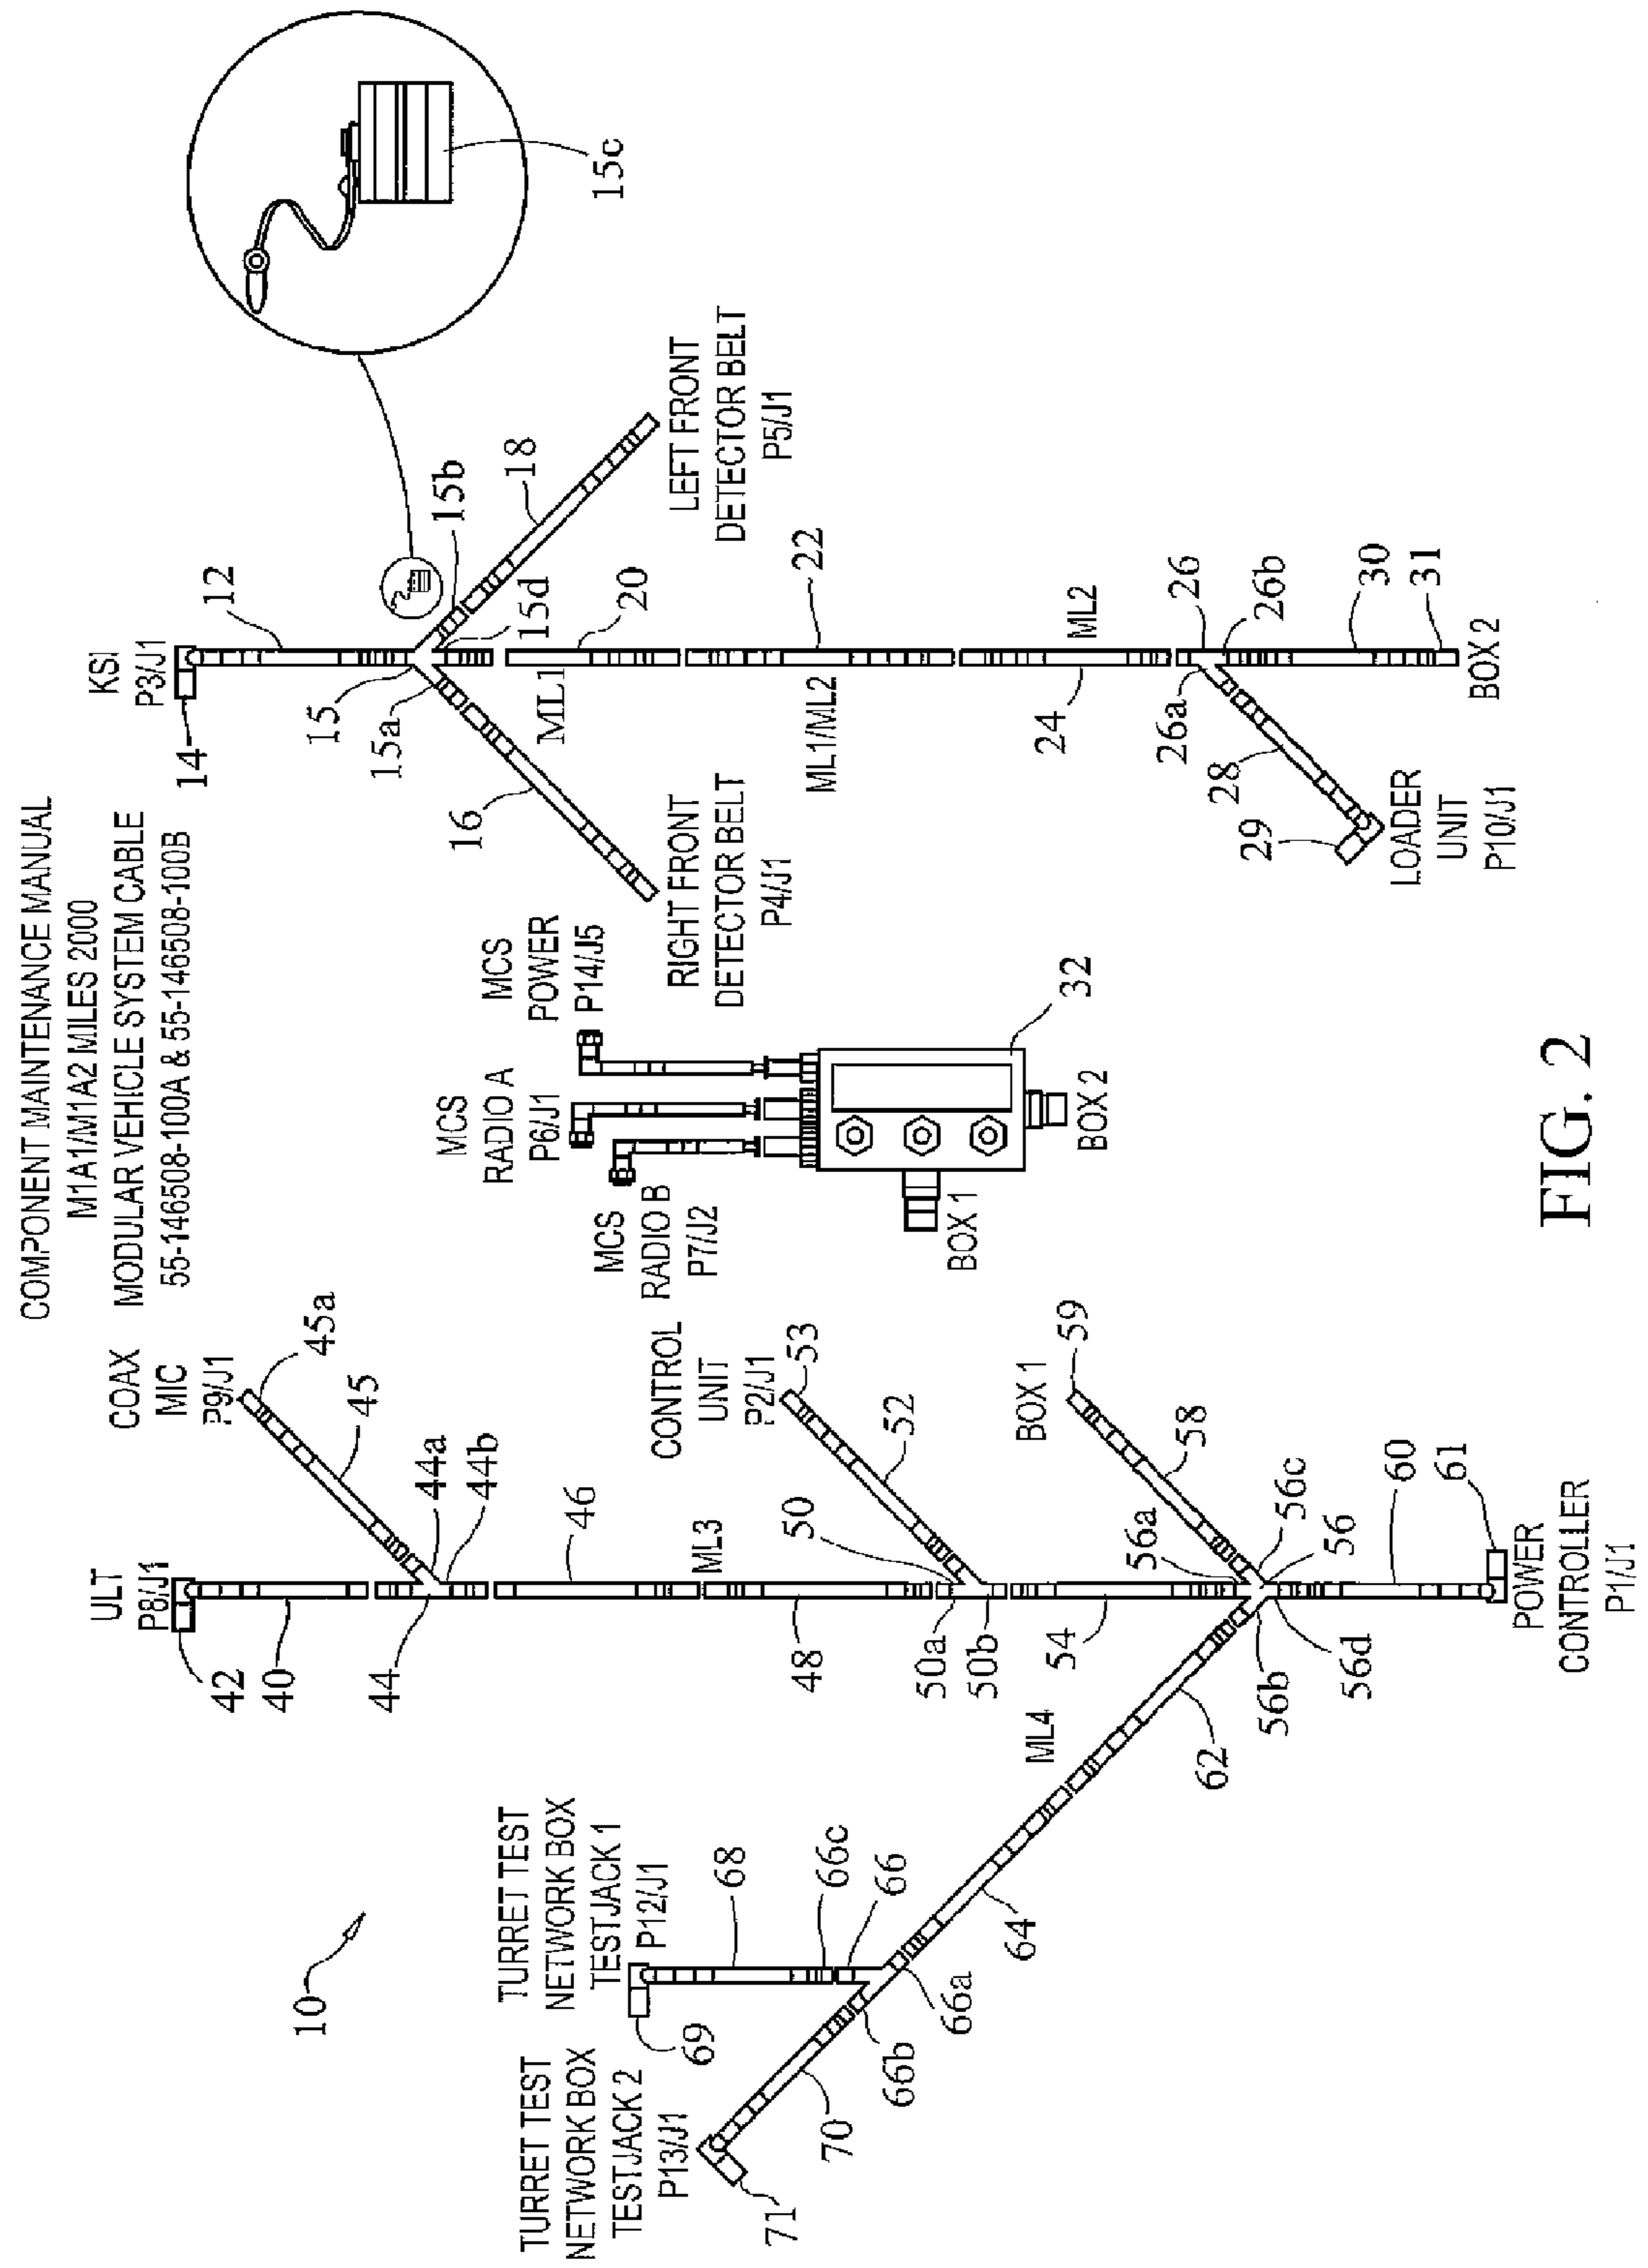 COMPONENT MAINTENANCE MANUAL
M1A1/M1A2 MILES 2000
MODULAR VEHICLE SYSTEM CABLE
55-146508-100A & 55-146508-100B
10
TURRET TEST
NETWORK BOX
TESTJACK 2
P13/J1
71
70
TURRET TEST
NETWORK BOX
TESTJACK 1
P12/J1
69
68
66c
66
66b
66a
64
ML4
62
ULT
P8/J1
42
40
44
COAX
MIC
P9/J1
45a
45
44a
44b
46
ML3
48
50
50a
50b
CONTROL
UNIT
P2/J1
53
52
54
56a
BOX 1
59
58
56c
56
56b
56d
60
61
POWER
CONTROLLER
P1/J1
MCS
RADIO B
P7/J2
MCS
RADIO A
P6/J1
MCS
POWER
P14/J5
32
BOX 1
BOX 2
KSI
P3/J1
14
12
15
15a
15b
15c
15d
16
18
RIGHT FRONT
DETECTOR BELT
P4/J1
LEFT FRONT
DETECTOR BELT
P5/J1
ML1
20
ML1/ML2
22
ML2
24
26
26a
26b
28
29
LOADER
UNIT
P10/J1
30
31
BOX 2
FIG. 2